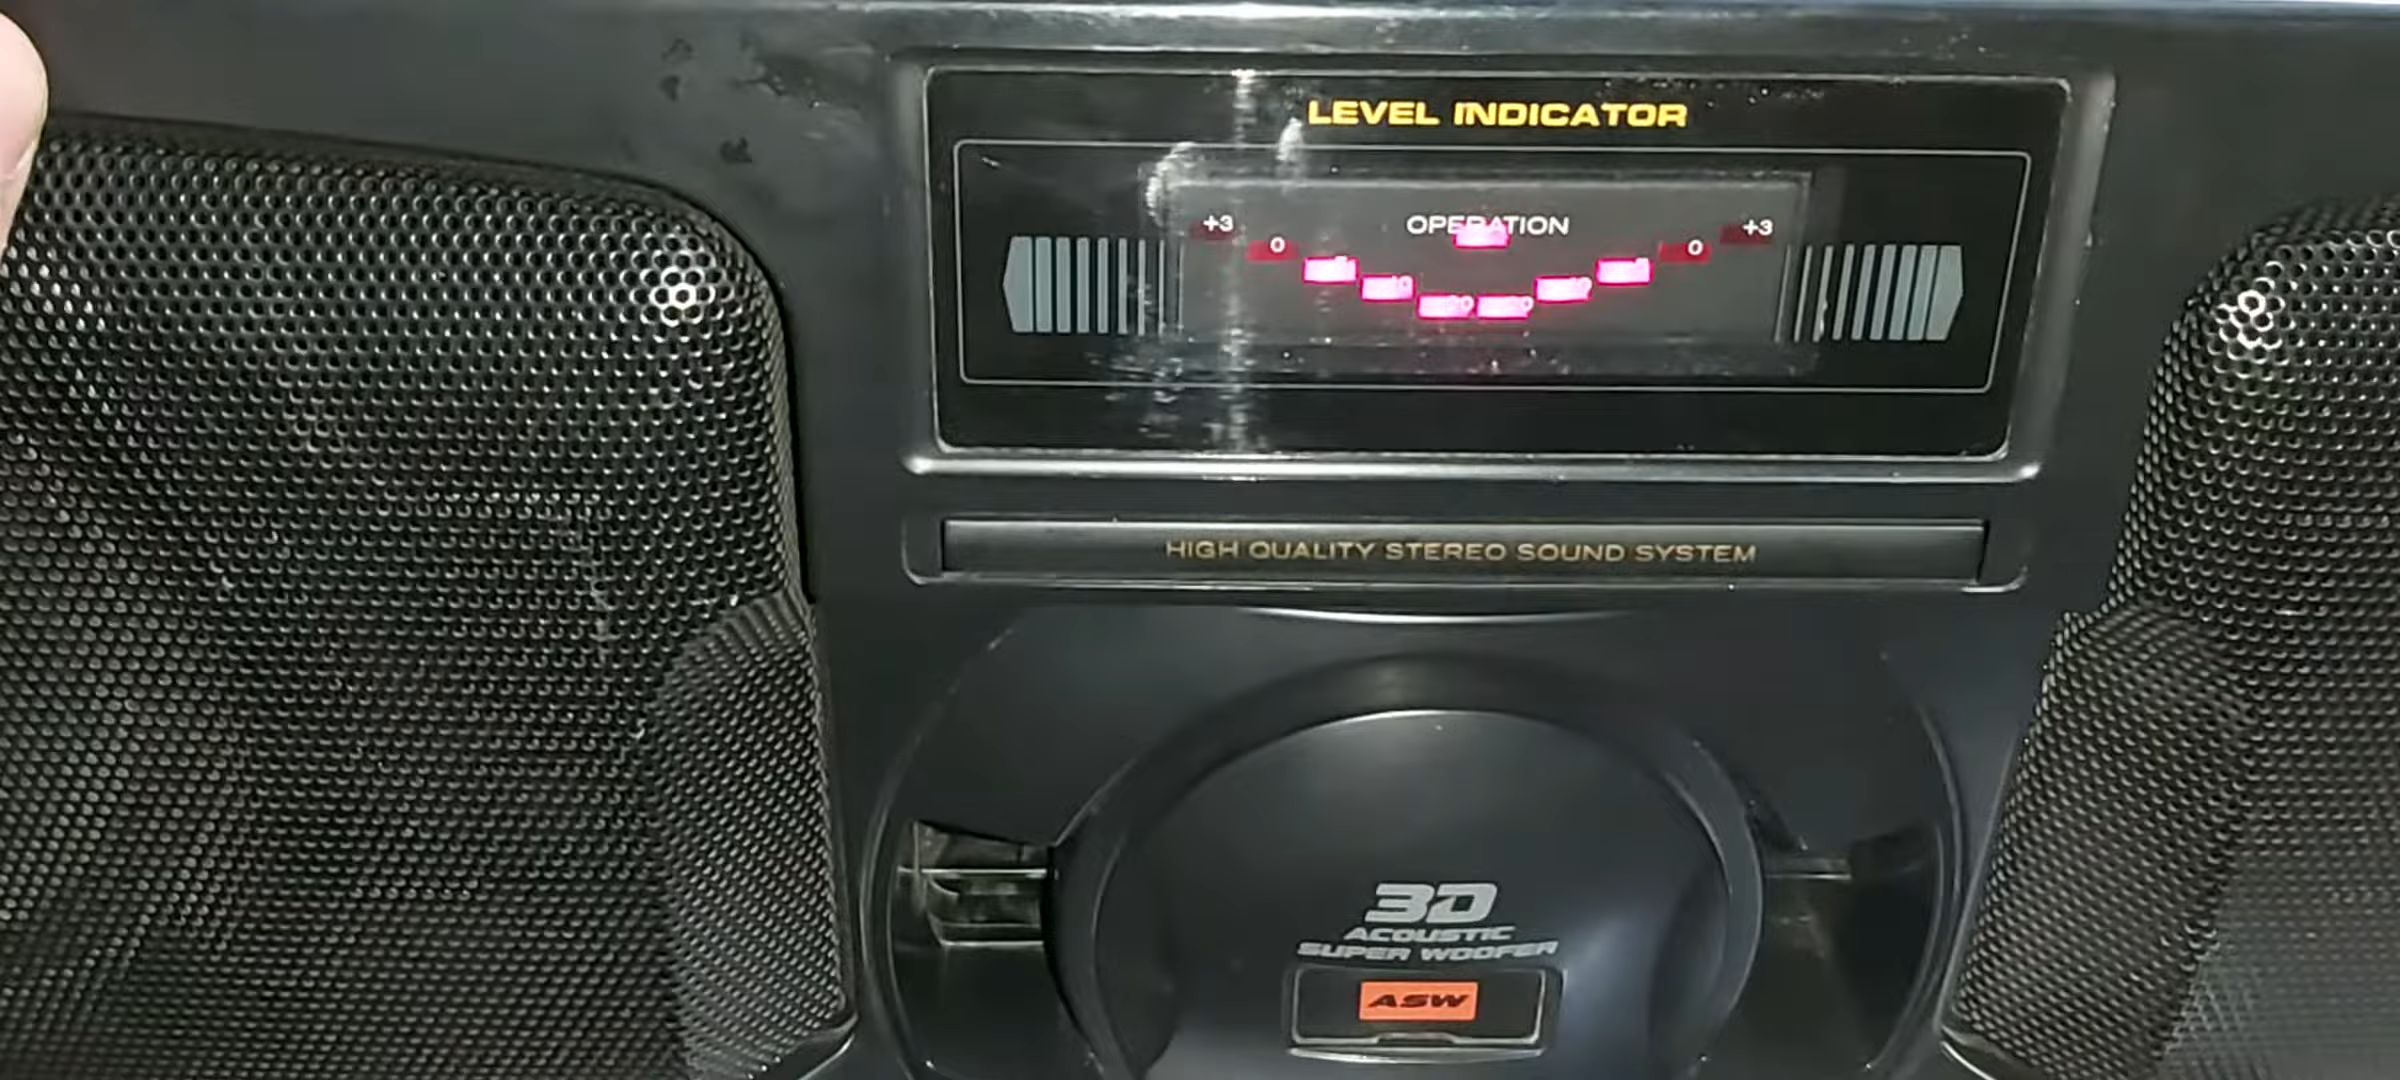 LEVEL INDICATOR
OPERATION
+3 0 0 +3
HIGH QUALITY STEREO SOUND SYSTEM
3D
ACOUSTIC
SUPER WOOFER
ASW